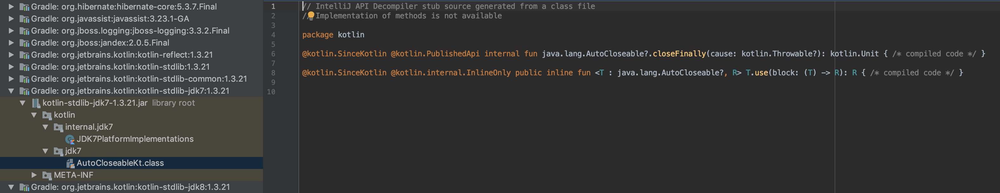 Gradle: org.hibernate:hibernate-core:5.3.7.Final
Gradle: org.javassist:javassist:3.23.1-GA
Gradle: org.jboss.logging:jboss-logging:3.3.2.Final
Gradle: org.jboss:jandex:2.0.5.Final
Gradle: org.jetbrains.kotlin:kotlin-reflect:1.3.21
Gradle: org.jetbrains.kotlin:kotlin-stdlib:1.3.21
Gradle: org.jetbrains.kotlin:kotlin-stdlib-common:1.3.21
Gradle: org.jetbrains.kotlin:kotlin-stdlib-jdk7:1.3.21
kotlin-stdlib-jdk7-1.3.21.jar library root
kotlin
internal.jdk7
JDK7PlatformImplementations
jdk7
AutoCloseableKt.class
META-INF
Gradle: org.jetbrains.kotlin:kotlin-stdlib-jdk8:1.3.21
1 // IntelliJ API Decompiler stub source generated from a class file
2 // Implementation of methods is not available
3
4 package kotlin
5
6 @kotlin.SinceKotlin @kotlin.PublishedApi internal fun java.lang.AutoCloseable?.closeFinally(cause: kotlin.Throwable?): kotlin.Unit { /* compiled code */ }
7
8 @kotlin.SinceKotlin @kotlin.internal.InlineOnly public inline fun <T : java.lang.AutoCloseable?, R> T.use(block: (T) -> R): R { /* compiled code */ }
9
10